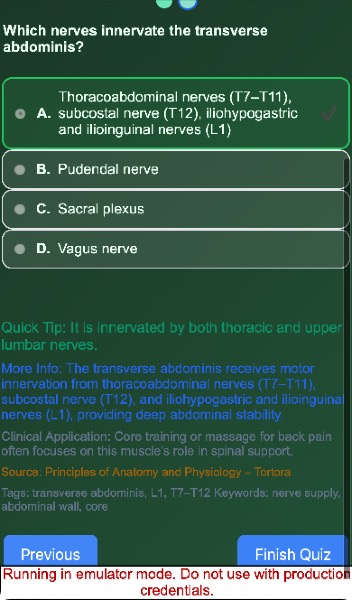 Which nerves innervate the transverse
abdominis?
A. Thoracoabdominal nerves (T7–T11),
subcostal nerve (T12), iliohypogastric
and ilioinguinal nerves (L1)
B. Pudendal nerve
C. Sacral plexus
D. Vagus nerve
Quick Tip: It is innervated by both thoracic and upper
lumbar nerves.
More Info: The transverse abdominis receives motor
innervation from thoracoabdominal nerves (T7–T11),
subcostal nerve (T12), and iliohypogastric and ilioinguinal
nerves (L1), providing deep abdominal stability.
Clinical Application: Core training or massage for back pain
often focuses on this muscle's role in spinal support.
Source: Principles of Anatomy and Physiology – Tortora
Tags: transverse abdominis, L1, T7–T12 Keywords: nerve supply,
abdominal wall, core
Previous
Finish Quiz
Running in emulator mode. Do not use with production
credentials.